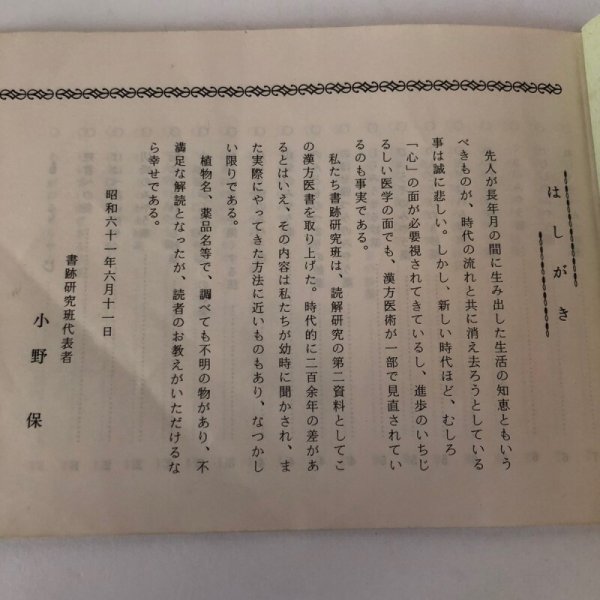 はしがき
先人が長年月の間に生み出した生活の知恵ともいう
べきものが、時代の流れと共に消え去ろうとしている
事は誠に悲しい。しかし、新しい時代ほど、むしろ
「心」の面が必要視されてきているし、進歩のいちじ
るしい医学の面でも、漢方医術が一部で見直されてい
るのも事実である。
私たち書跡研究班は、読解研究の第二資料としてこ
の漢方医書を取り上げた。時代的に二百余年の差があ
るとはいえ、その内容は私たちが幼時に聞かされ、ま
た実際にやってきた方法に近いものもあり、なつかし
い限りである。
植物名、薬品名等で、調べても不明の物があり、不
満足な解読となったが、読者のお教えがいただけるな
ら幸せである。
昭和六十一年六月十一日
書跡研究班代表者
小野保